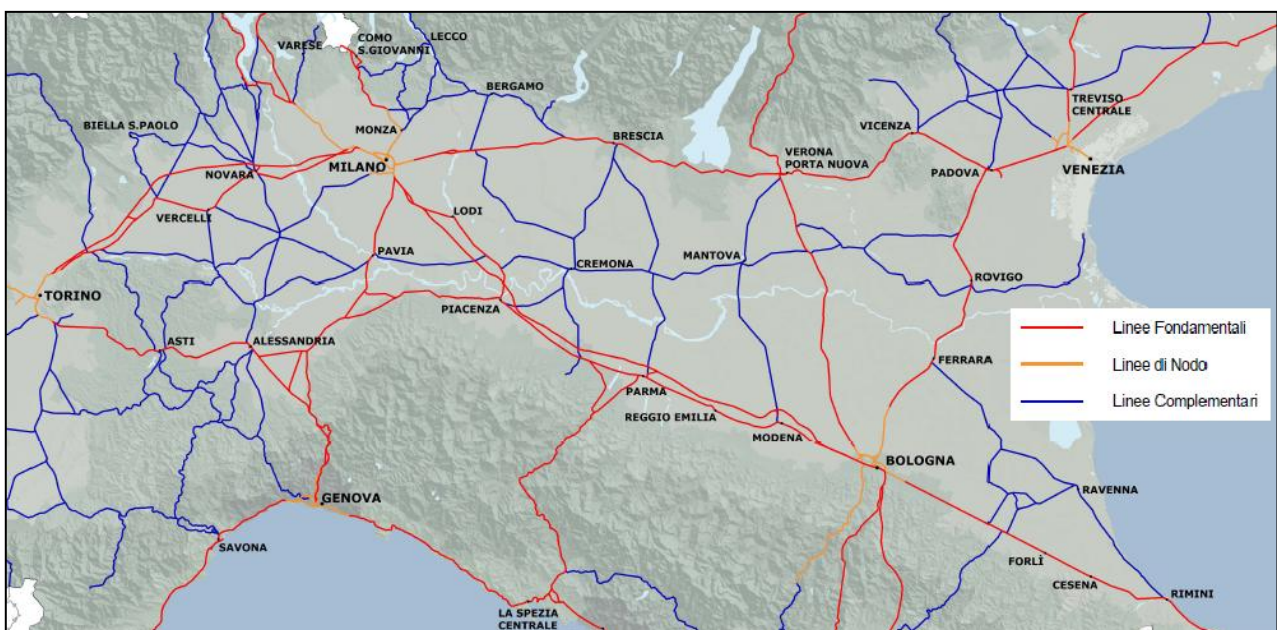 VARESE
COMO
S.GIOVANNI
LECCO
BERGAMO
BIELLA S.PAOLO
MONZA
BRESCIA
VICENZA
TREVISO
CENTRALE
NOVARA
MILANO
VERONA
PORTA NUOVA
PADOVA
VENEZIA
VERCELLI
LODI
PAVIA
CREMONA
MANTOVA
ROVIGO
TORINO
PIACENZA
ASTI
ALESSANDRIA
FERRARA
PARMA
REGGIO EMILIA
MODENA
BOLOGNA
GENOVA
RAVENNA
SAVONA
FORLÌ
CESENA
RIMINI
LA SPEZIA
CENTRALE
Linee Fondamentali
Linee di Nodo
Linee Complementari